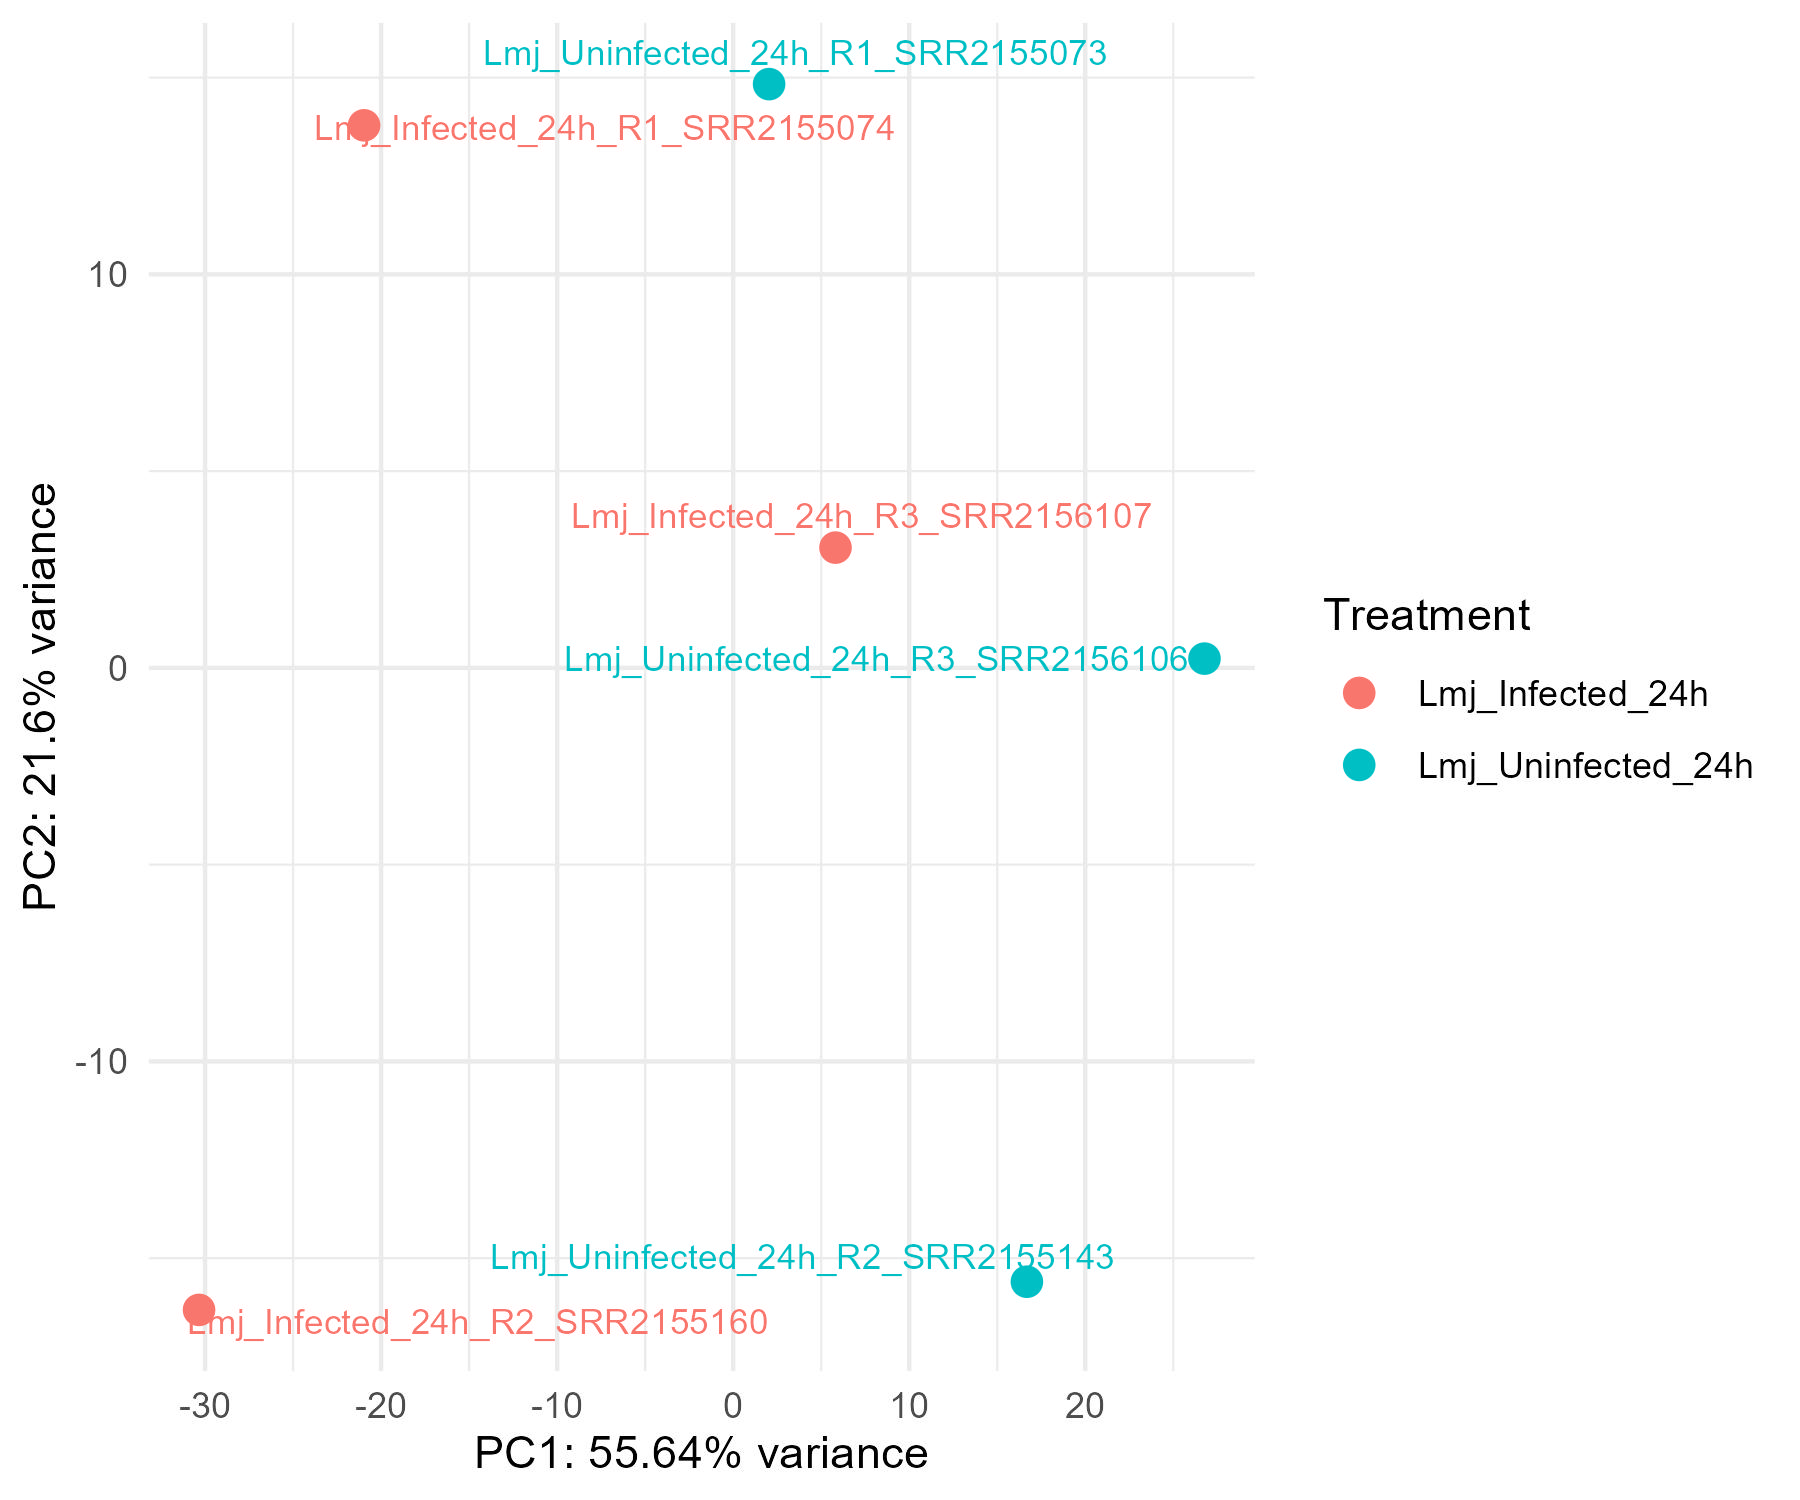 Lmj_Uninfected_24h_R1_SRR2155073
Lmj_Infected_24h_R1_SRR2155074
10
Lmj_Infected_24h_R3_SRR2156107
Lmj_Uninfected_24h_R3_SRR2156106
0
-10
Lmj_Uninfected_24h_R2_SRR2155143
Lmj_Infected_24h_R2_SRR2155160
-30 -20 -10 0 10 20
PC1: 55.64% variance
PC2: 21.6% variance
Treatment
Lmj_Infected_24h
Lmj_Uninfected_24h